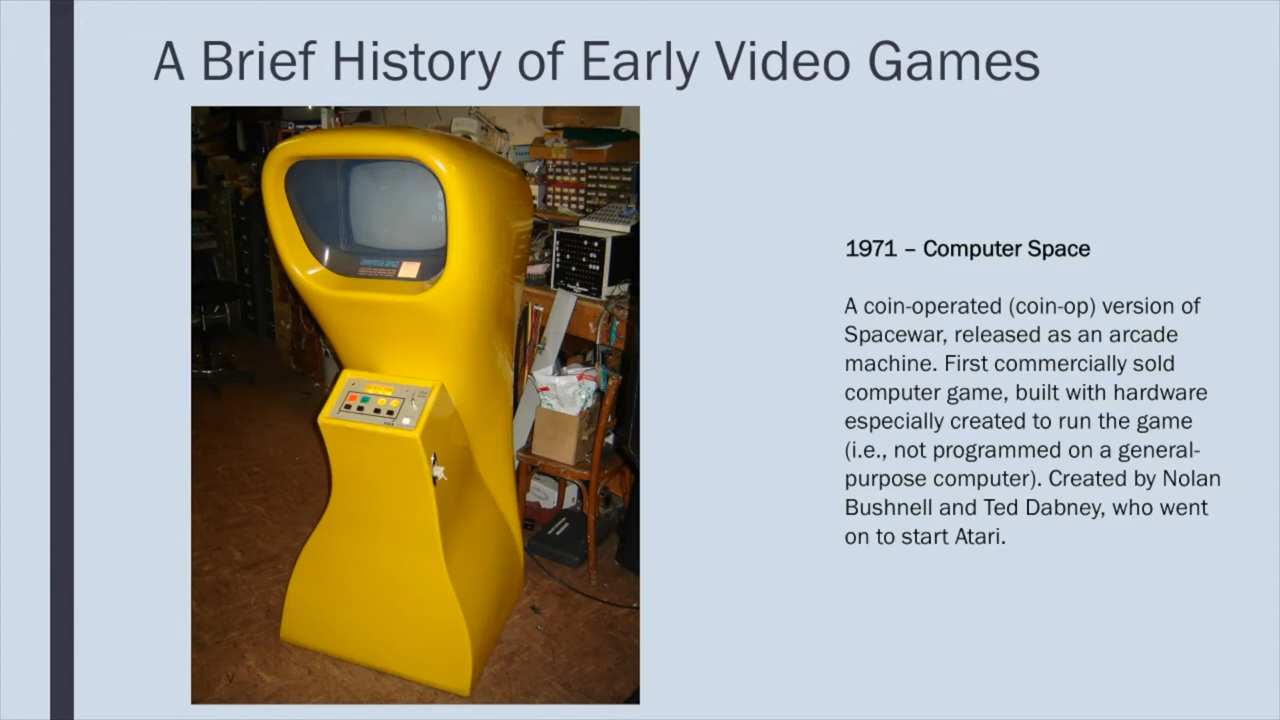 A Brief History of Early Video Games
COMPUTER SPACE
1971 – Computer Space
A coin-operated (coin-op) version of
Spacewar, released as an arcade
machine. First commercially sold
computer game, built with hardware
especially created to run the game
(i.e., not programmed on a general-
purpose computer). Created by Nolan
Bushnell and Ted Dabney, who went
on to start Atari.